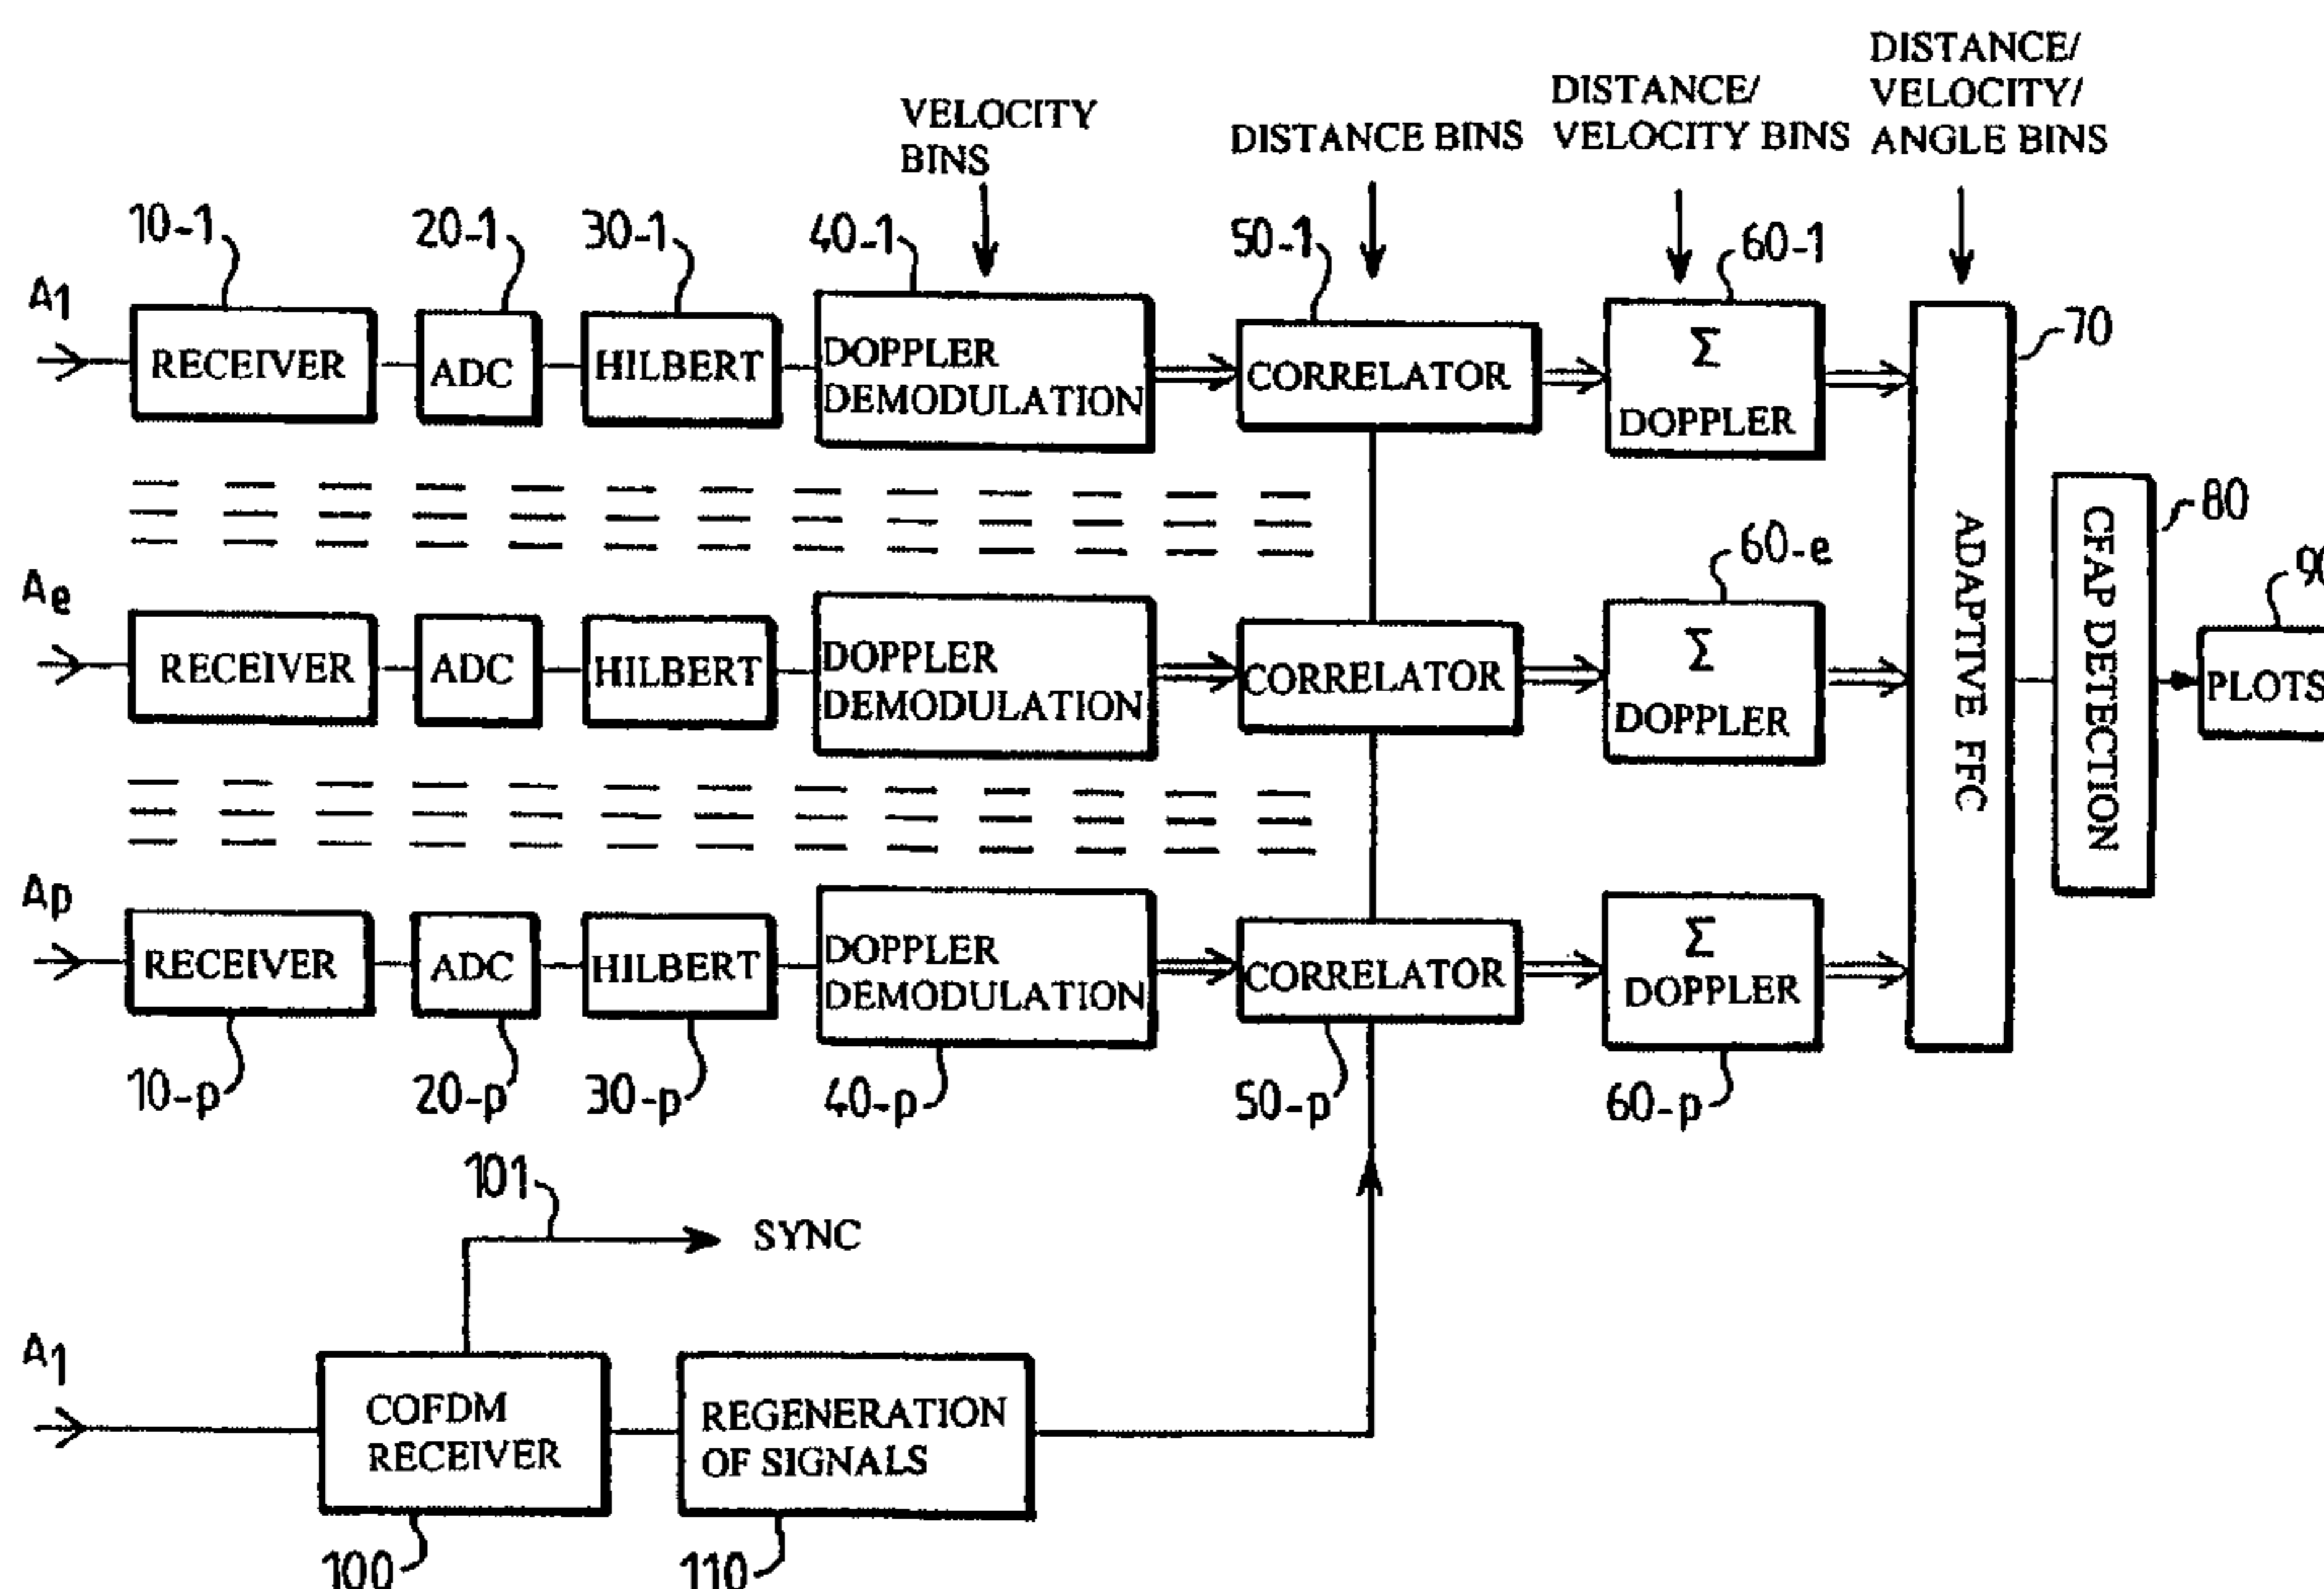 VELOCITY
BINS
DISTANCE BINS
DISTANCE/
VELOCITY BINS
DISTANCE/
VELOCITY/
ANGLE BINS
10-1
20-1
30-1
40-1
50-1
60-1
70
A1
RECEIVER
ADC
HILBERT
DOPPLER
DEMODULATION
CORRELATOR
Σ
DOPPLER
ADAPTIVE FFC
CFAP DETECTION
80
90
PLOTS
Ae
RECEIVER
ADC
HILBERT
DOPPLER
DEMODULATION
CORRELATOR
60-e
Σ
DOPPLER
Ap
RECEIVER
ADC
HILBERT
DOPPLER
DEMODULATION
CORRELATOR
Σ
DOPPLER
10-p
20-p
30-p
40-p
50-p
60-p
101
SYNC
A1
COFDM
RECEIVER
REGENERATION
OF SIGNALS
100
110